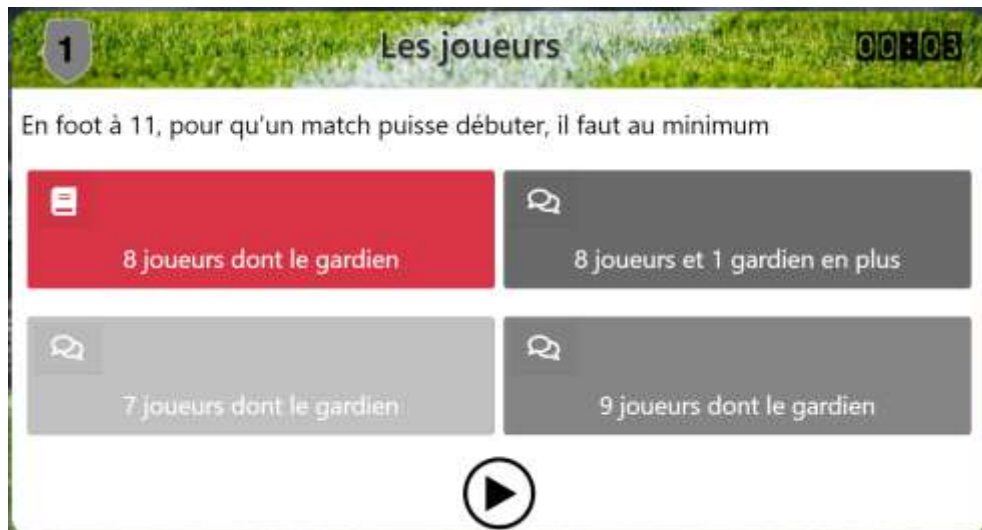 1
Les joueurs
00:03
En foot à 11, pour qu'un match puisse débuter, il faut au minimum
8 joueurs dont le gardien
8 joueurs et 1 gardien en plus
7 joueurs dont le gardien
9 joueurs dont le gardien